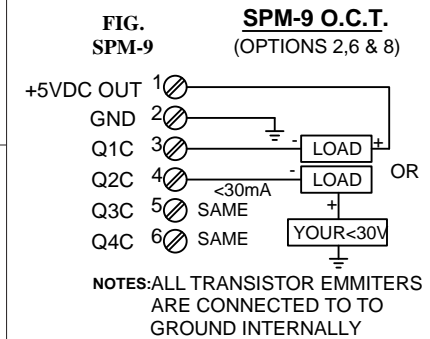 FIG.
SPM-9
SPM-9 O.C.T.
(OPTIONS 2,6 & 8)
+5VDC OUT 1
GND 2
Q1C 3 - LOAD +
Q2C 4 <30mA - LOAD OR
+
Q3C 5 SAME
Q4C 6 SAME YOUR<30V
NOTES:ALL TRANSISTOR EMMITERS
ARE CONNECTED TO TO
GROUND INTERNALLY